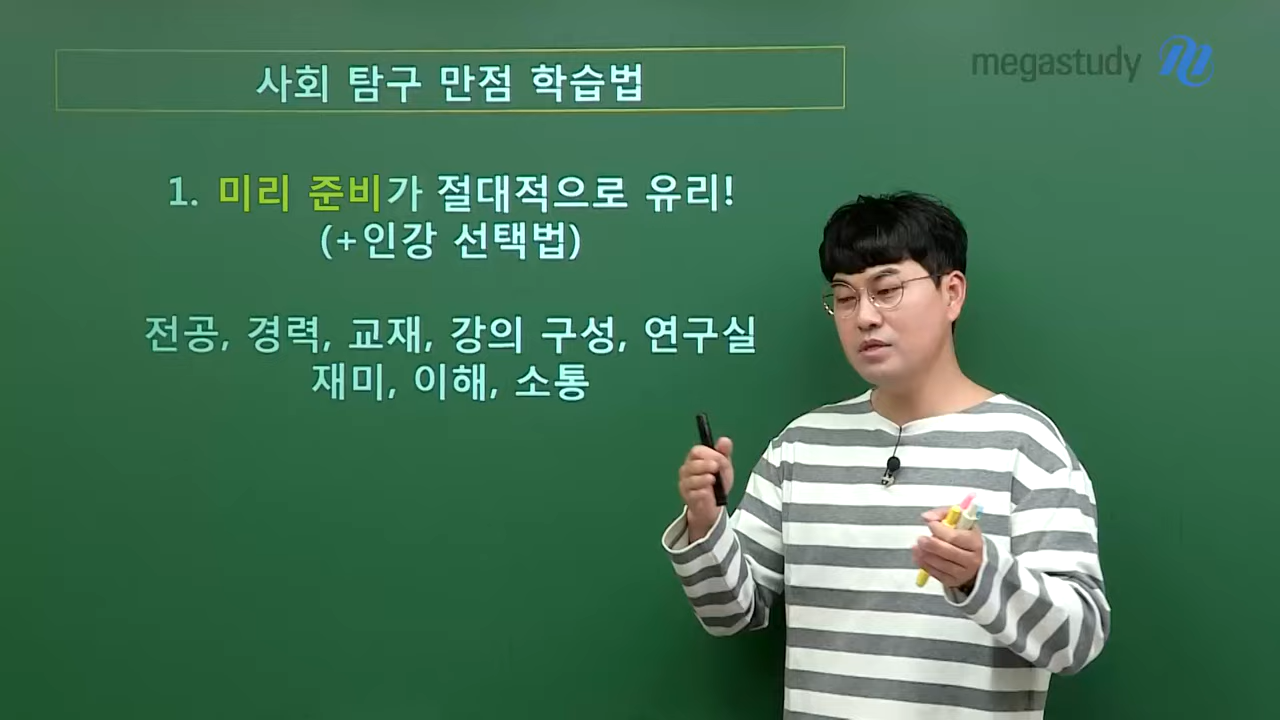 사회 탐구 만점 학습법
megastudy
1. 미리 준비가 절대적으로 유리!
(+인강 선택법)
전공, 경력, 교재, 강의 구성, 연구실
재미, 이해, 소통